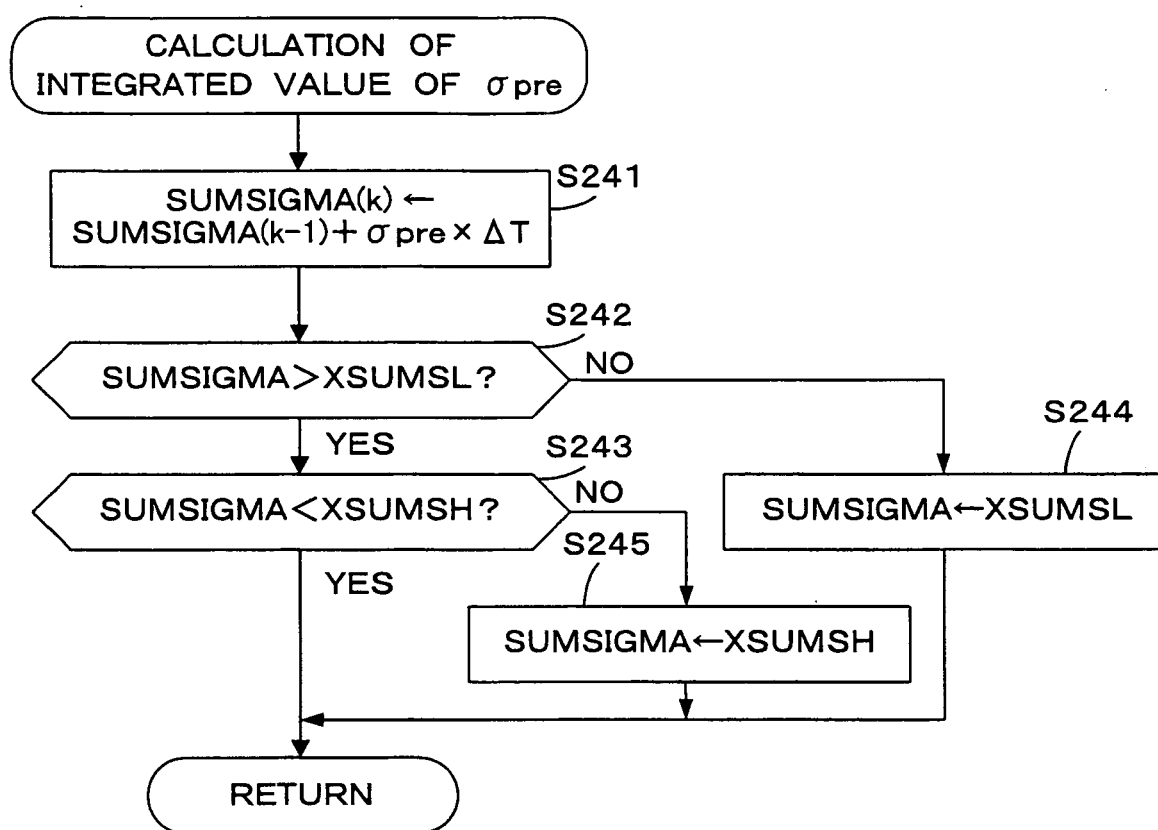 CALCULATION OF
INTEGRATED VALUE OF σpre
S241
SUMSIGMA(k) ←
SUMSIGMA(k-1)+σpre×ΔT
S242
SUMSIGMA>XSUMSL?
NO
YES
S243
S244
SUMSIGMA<XSUMSH?
NO
SUMSIGMA←XSUMSL
S245
YES
SUMSIGMA←XSUMSH
RETURN